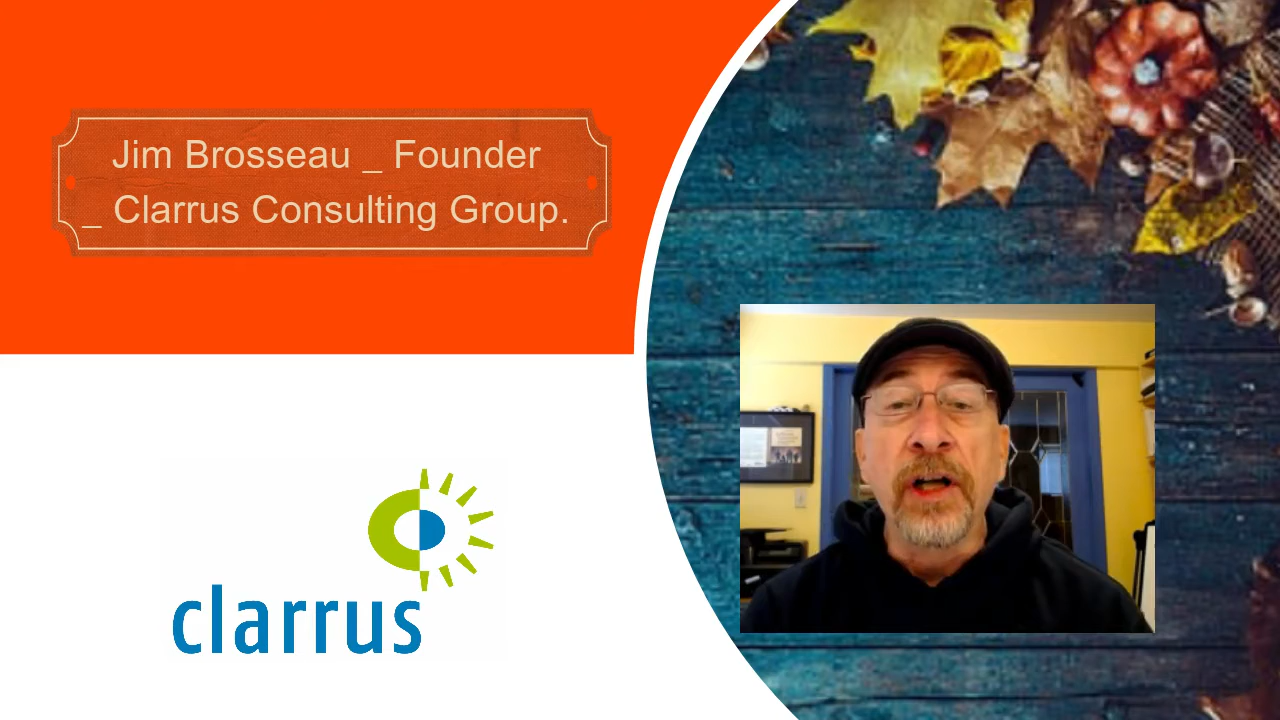 Jim Brosseau _ Founder
_ Clarrus Consulting Group.
clarrus